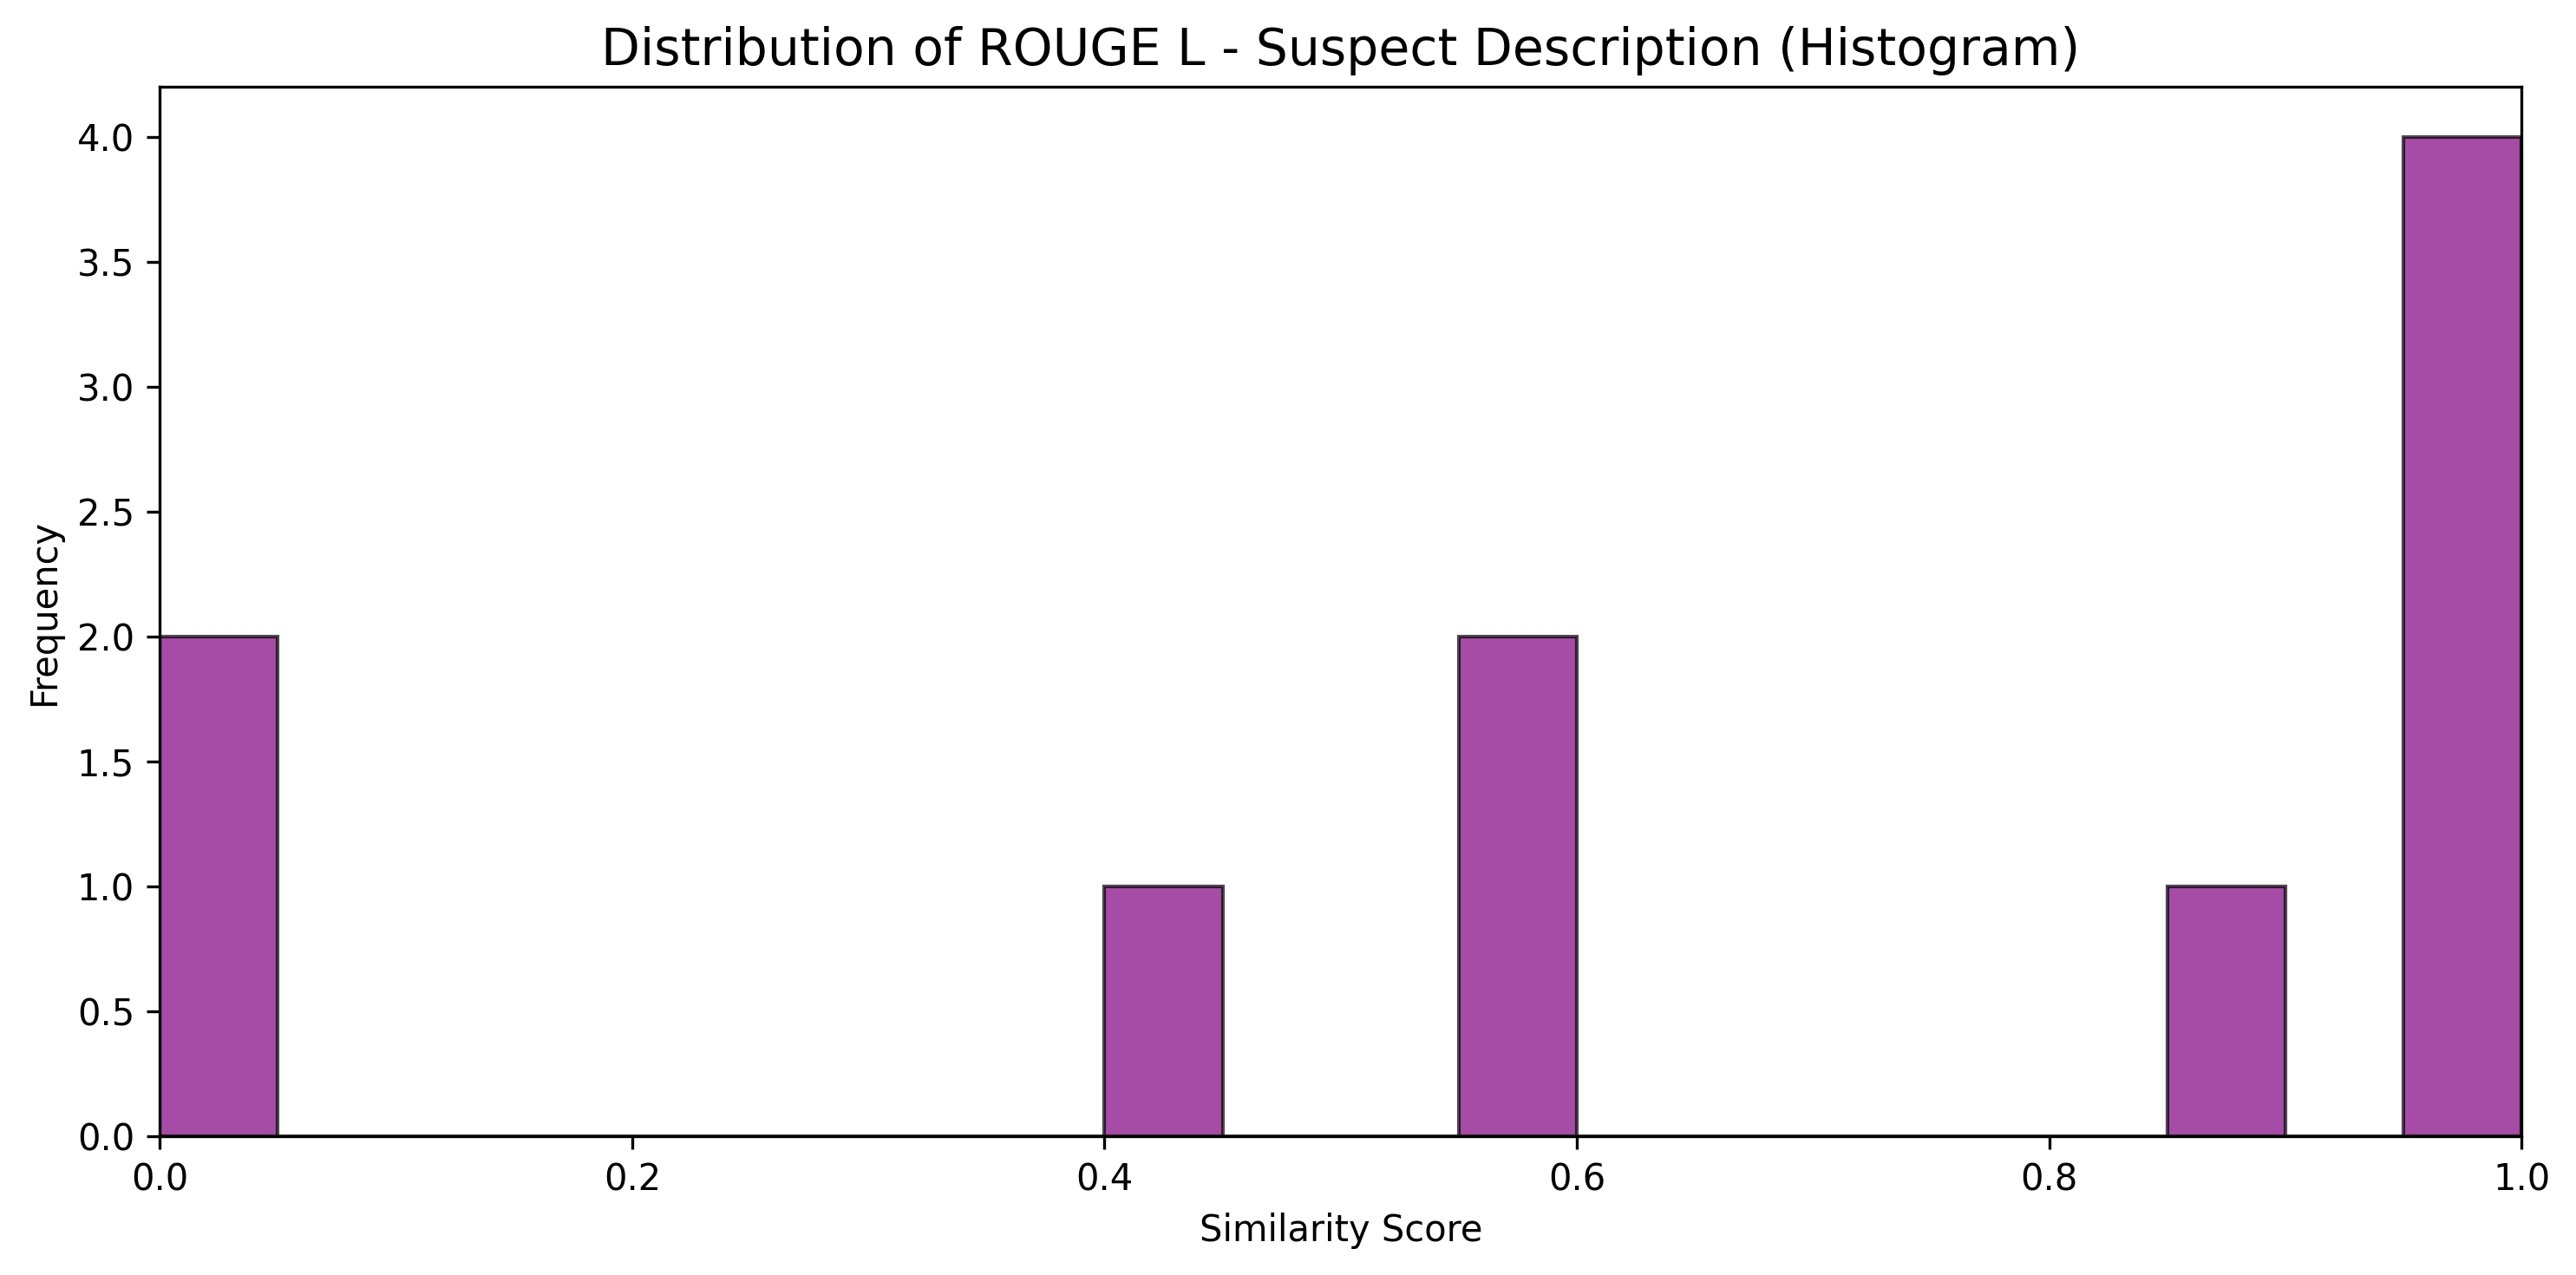 Distribution of ROUGE L - Suspect Description (Histogram)
4.0
3.5
3.0
2.5
2.0
1.5
1.0
0.5
0.0
Frequency
0.0 0.2 0.4 0.6 0.8 1.0
Similarity Score